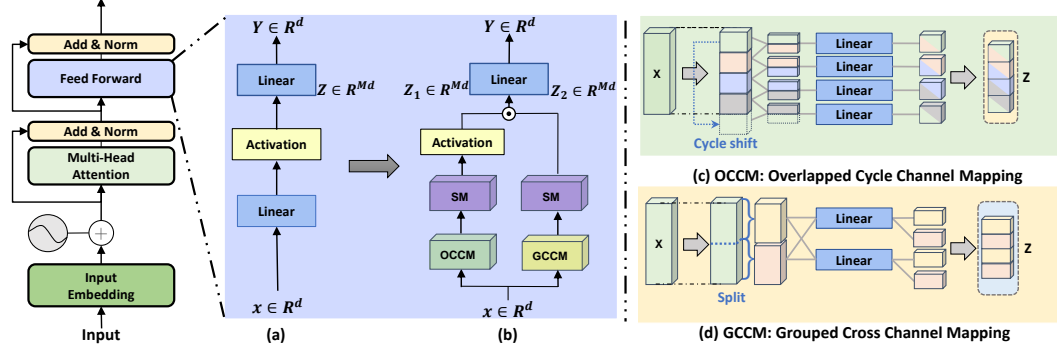 Add & Norm
Feed Forward
Add & Norm
Multi-Head
Attention
Input
Embedding
Input
Y ∈ R^d
Linear
Z ∈ R^{Md}
Activation
Linear
x ∈ R^d
(a)
Y ∈ R^d
Linear
Z_1 ∈ R^{Md}
Z_2 ∈ R^{Md}
Activation
SM
SM
OCCM
GCCM
x ∈ R^d
(b)
X
Cycle shift
Linear
Linear
Linear
Linear
Z
(c) OCCM: Overlapped Cycle Channel Mapping
X
Split
Linear
Linear
Z
(d) GCCM: Grouped Cross Channel Mapping